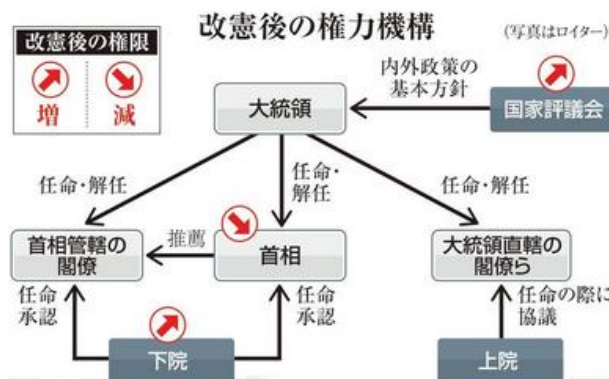 改憲後の権力機構
(写真はロイター)
改憲後の権限
増
減
内外政策の
基本方針
大統領
国家評議会
任命・解任
任命・
解任
任命・解任
首相管轄の
閣僚
推薦
首相
大統領直轄の
閣僚ら
任命
承認
任命
承認
任命の際に
協議
下院
上院